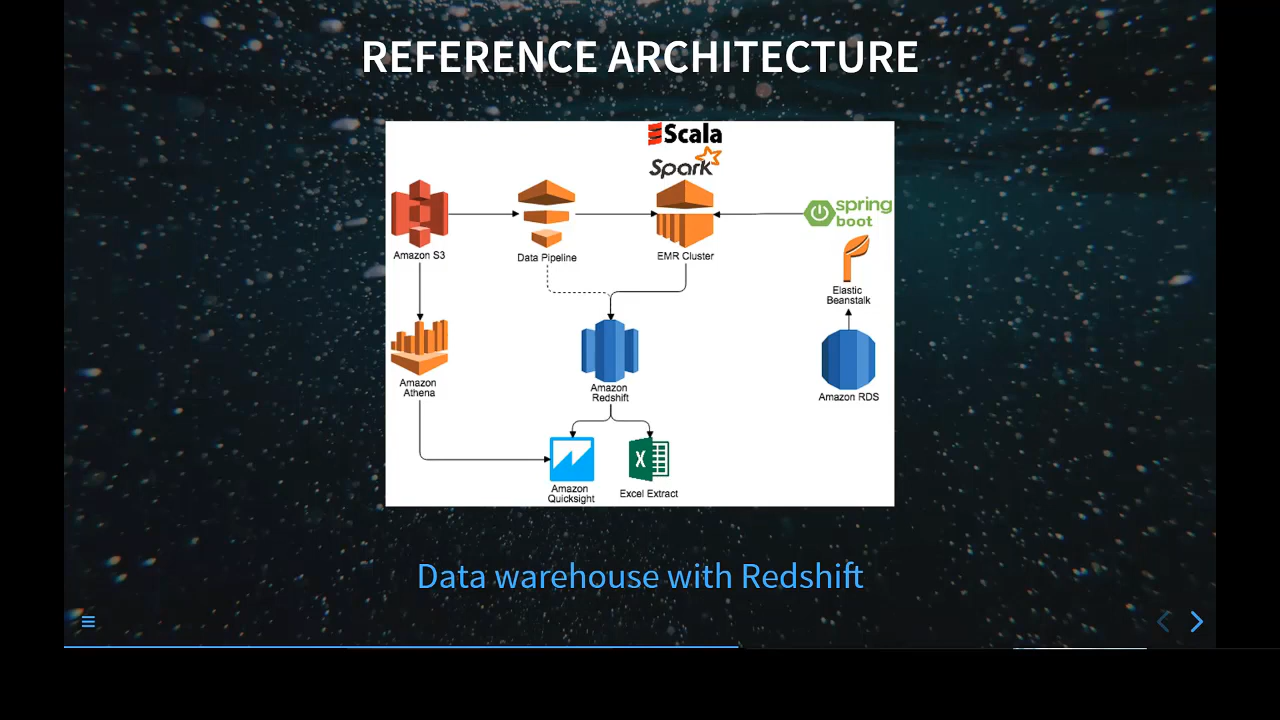 REFERENCE ARCHITECTURE
Scala
Spark
spring
boot
Amazon S3
Data Pipeline
EMR Cluster
Elastic
Beanstalk
Amazon
Athena
Amazon
Redshift
Amazon RDS
X
Amazon
Quicksight
Excel Extract
Data warehouse with Redshift